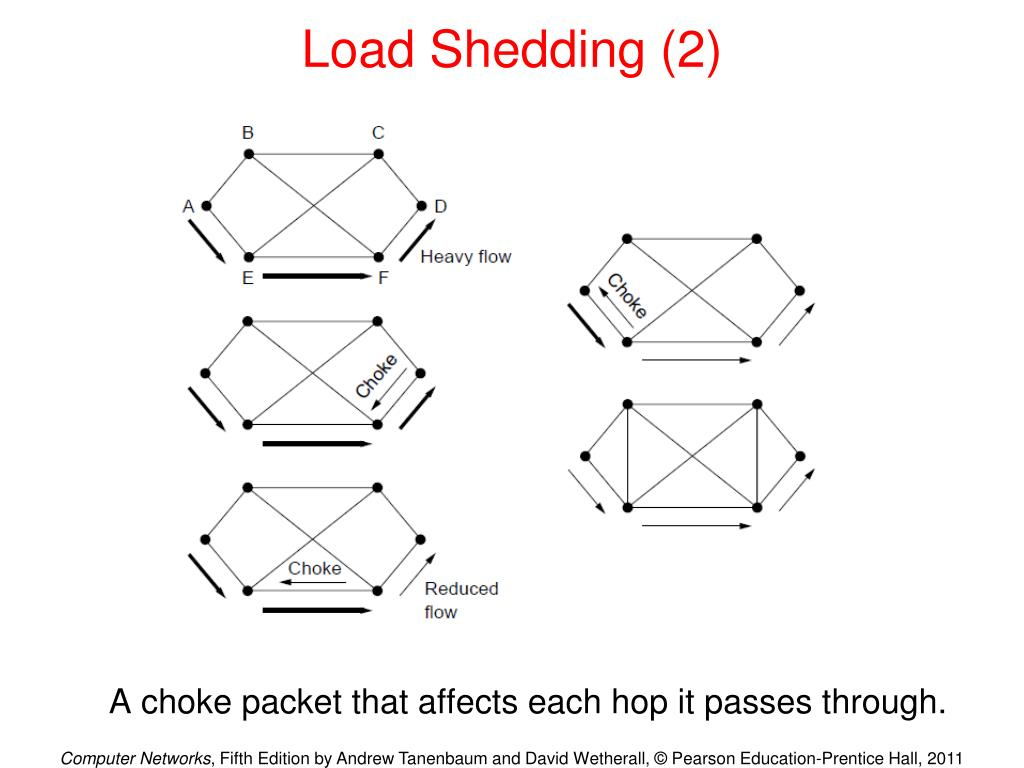 Load Shedding (2)
B
C
A
D
Heavy flow
E
F
Choke
Choke
Choke
Reduced
flow
A choke packet that affects each hop it passes through.
Computer Networks, Fifth Edition by Andrew Tanenbaum and David Wetherall, © Pearson Education-Prentice Hall, 2011